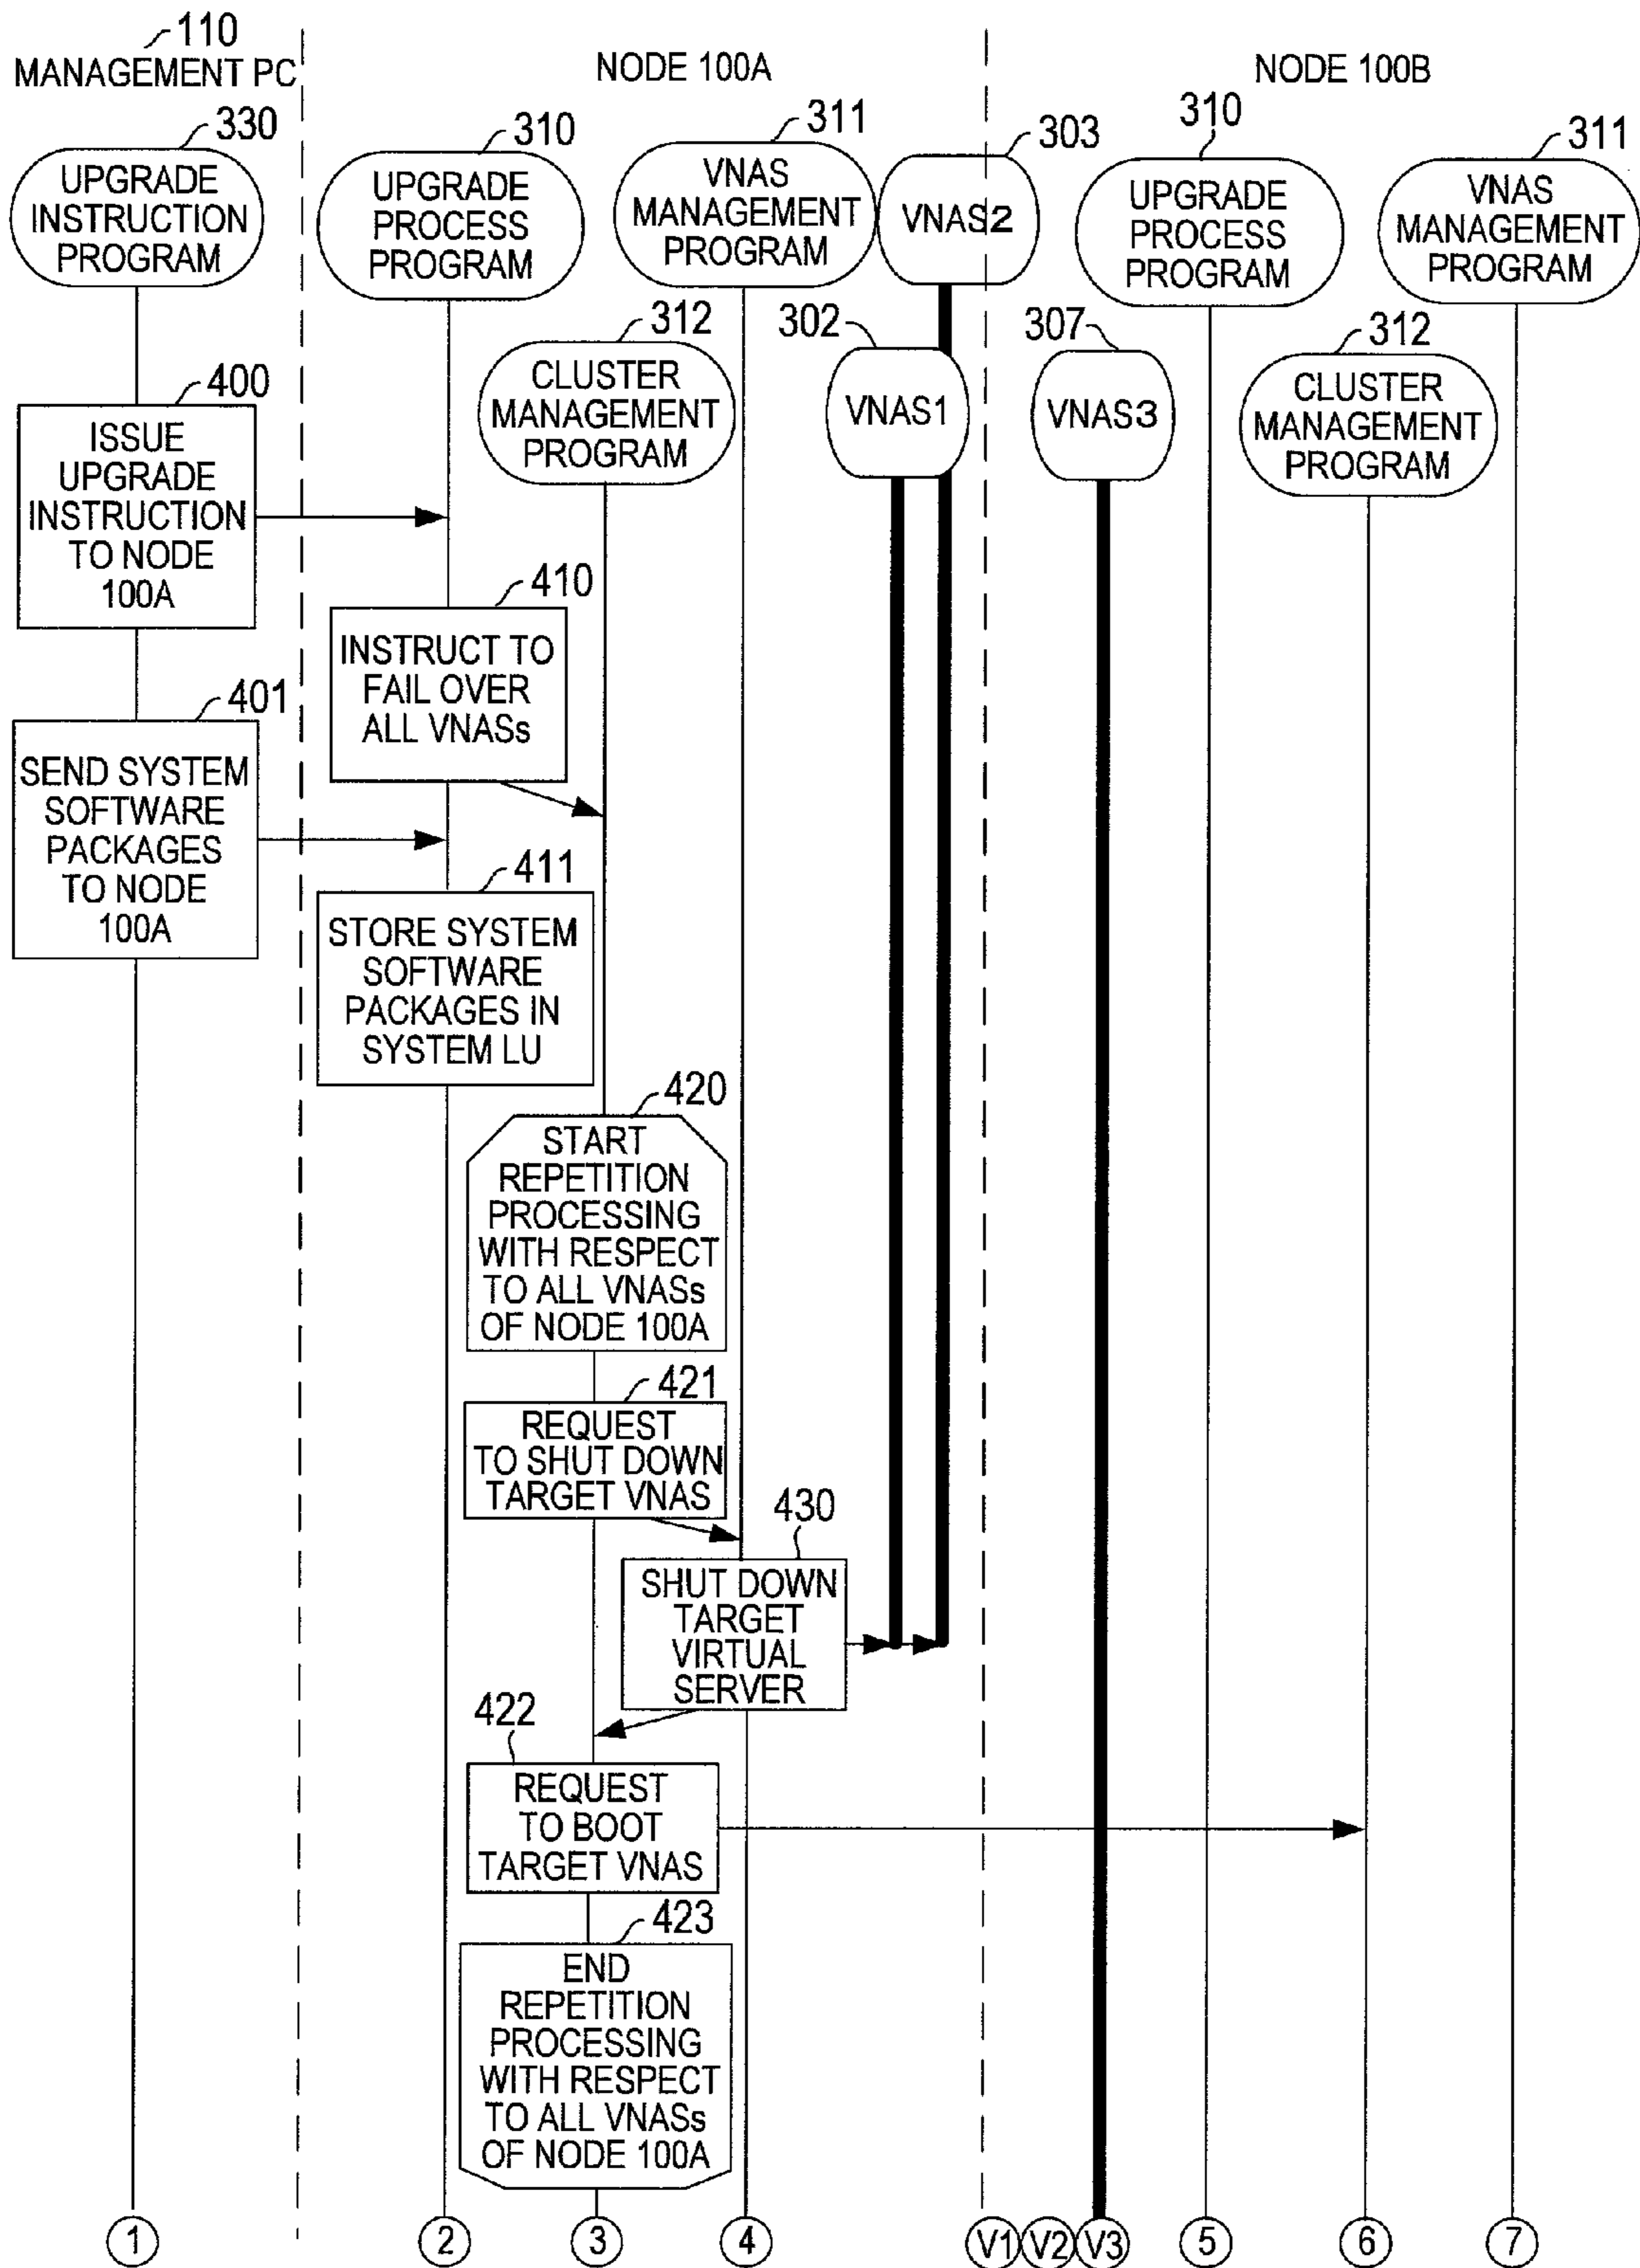 110
MANAGEMENT PC
NODE 100A
NODE 100B
330
UPGRADE
INSTRUCTION
PROGRAM
310
UPGRADE
PROCESS
PROGRAM
311
VNAS
MANAGEMENT
PROGRAM
303
VNAS2
310
UPGRADE
PROCESS
PROGRAM
311
VNAS
MANAGEMENT
PROGRAM
312
CLUSTER
MANAGEMENT
PROGRAM
302
VNAS1
307
VNAS3
312
CLUSTER
MANAGEMENT
PROGRAM
400
ISSUE
UPGRADE
INSTRUCTION
TO NODE
100A
410
INSTRUCT TO
FAIL OVER
ALL VNASs
401
SEND SYSTEM
SOFTWARE
PACKAGES
TO NODE
100A
411
STORE SYSTEM
SOFTWARE
PACKAGES IN
SYSTEM LU
420
START
REPETITION
PROCESSING
WITH RESPECT
TO ALL VNASs
OF NODE 100A
421
REQUEST
TO SHUT DOWN
TARGET VNAS
430
SHUT DOWN
TARGET
VIRTUAL
SERVER
422
REQUEST
TO BOOT
TARGET VNAS
423
END
REPETITION
PROCESSING
WITH RESPECT
TO ALL VNASs
OF NODE 100A
1
2
3
4
V1
V2
V3
5
6
7